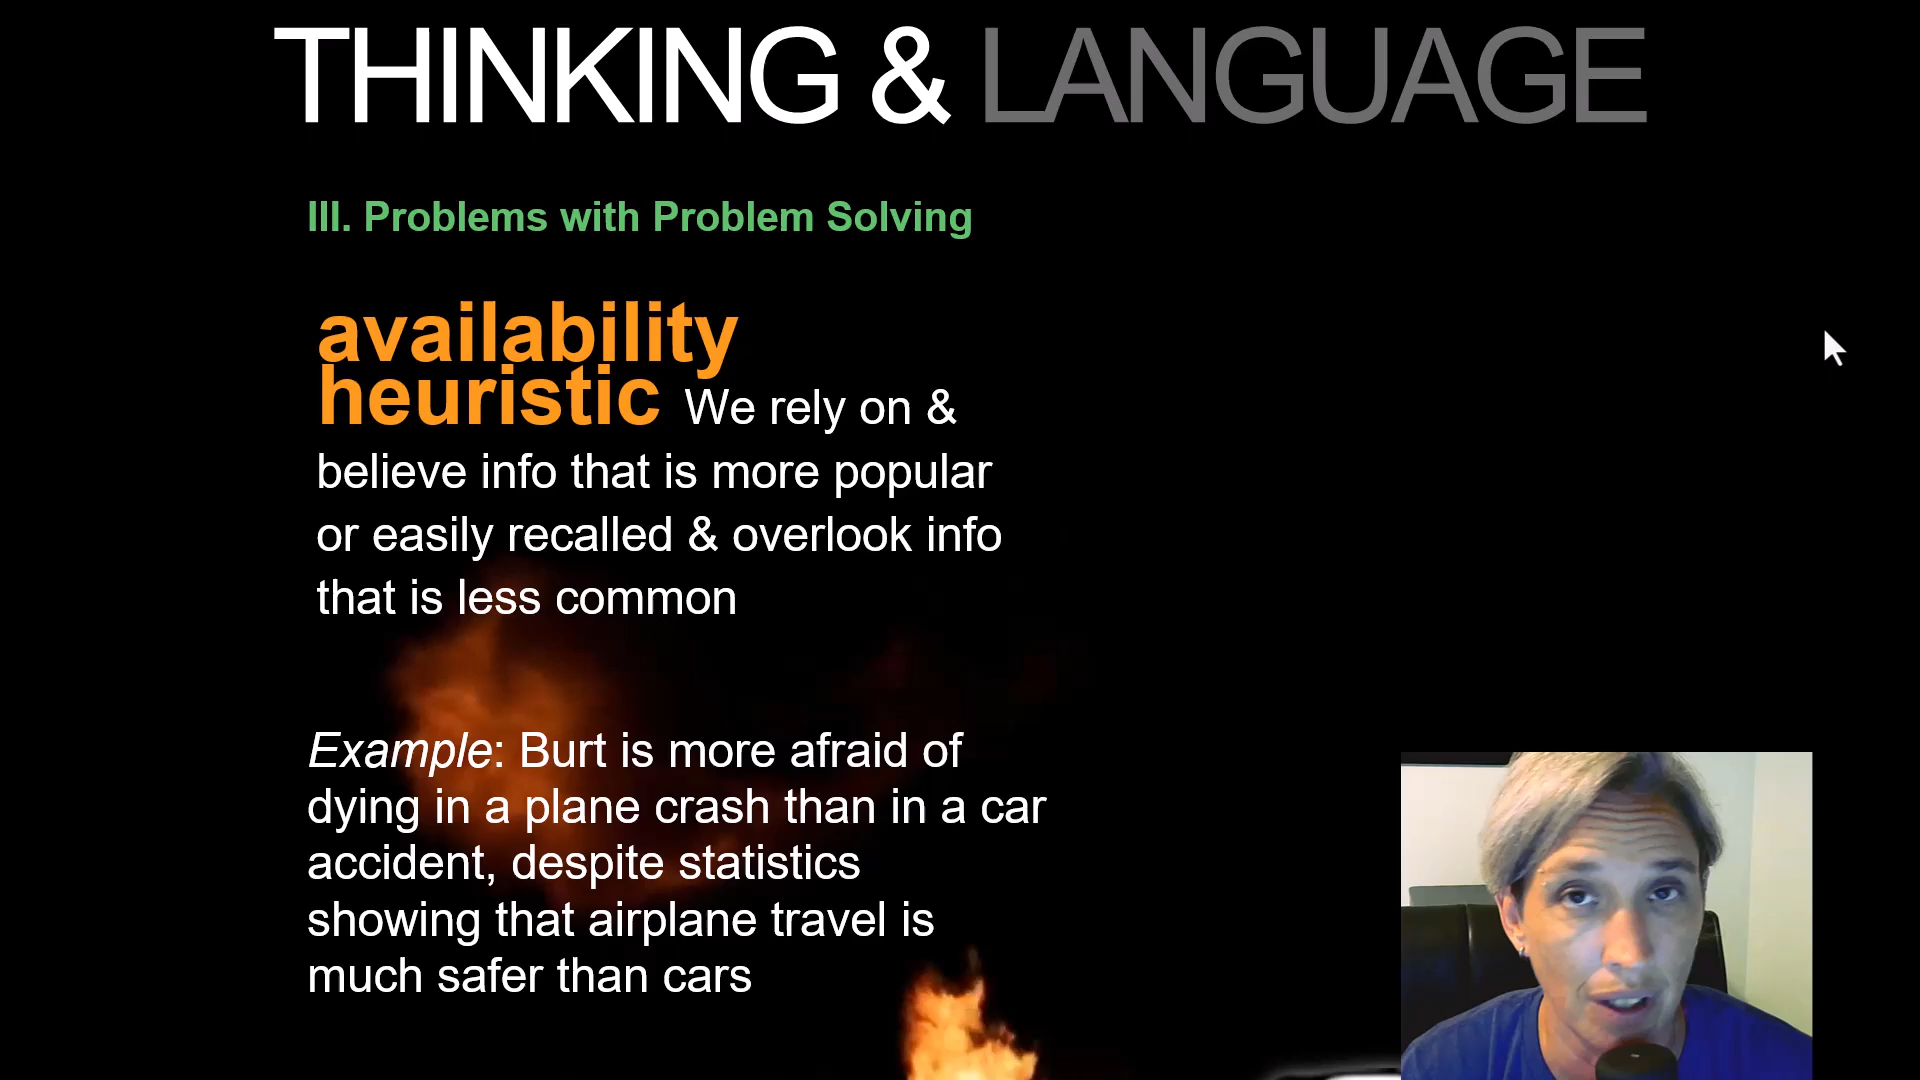 THINKING & LANGUAGE
III. Problems with Problem Solving
availability
heuristic We rely on &
believe info that is more popular
or easily recalled & overlook info
that is less common
Example: Burt is more afraid of
dying in a plane crash than in a car
accident, despite statistics
showing that airplane travel is
much safer than cars